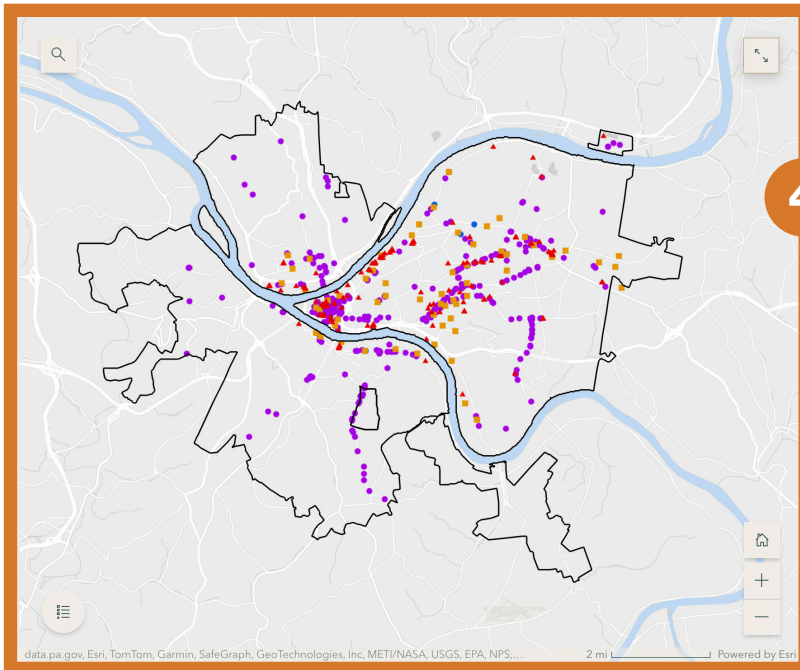 4
data.pa.gov, Esri, TomTom, Garmin, SafeGraph, GeoTechnologies, Inc, METI/NASA, USGS, EPA, NPS,...
2 mi
Powered by Esri